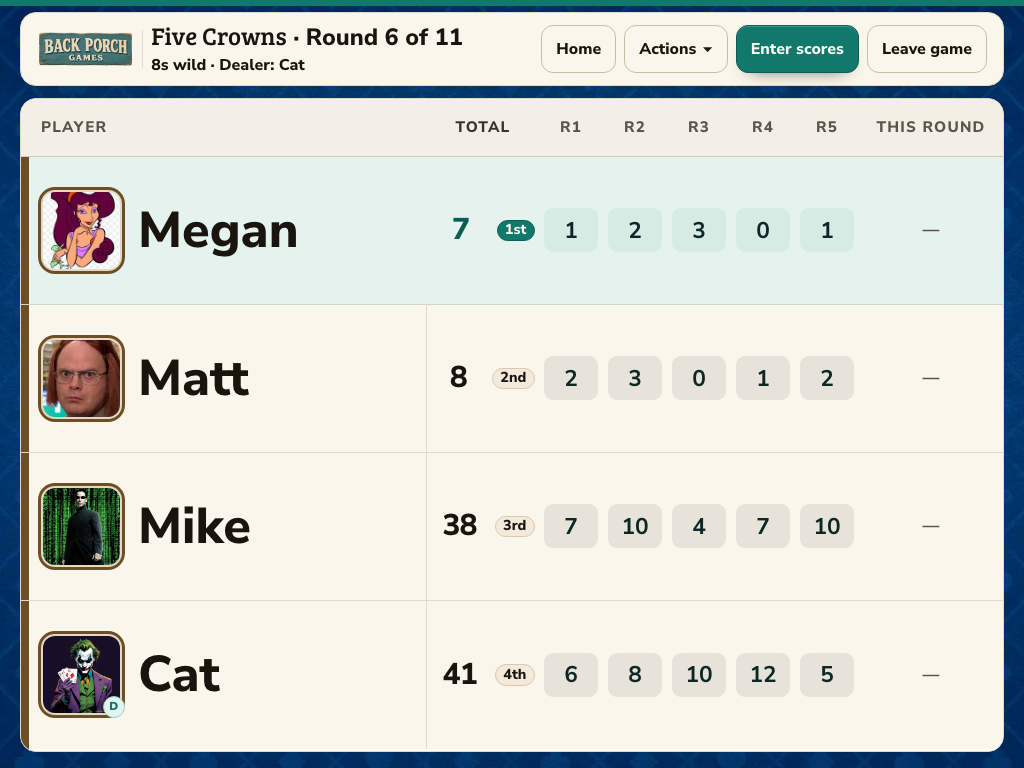 BACK PORCH
GAMES
Five Crowns · Round 6 of 11
8s wild · Dealer: Cat
Home
Actions
Enter scores
Leave game
PLAYER TOTAL R1 R2 R3 R4 R5 THIS ROUND
Megan 7 1st 1 2 3 0 1 —
Matt 8 2nd 2 3 0 1 2 —
Mike 38 3rd 7 10 4 7 10 —
Cat 41 4th 6 8 10 12 5 —
D